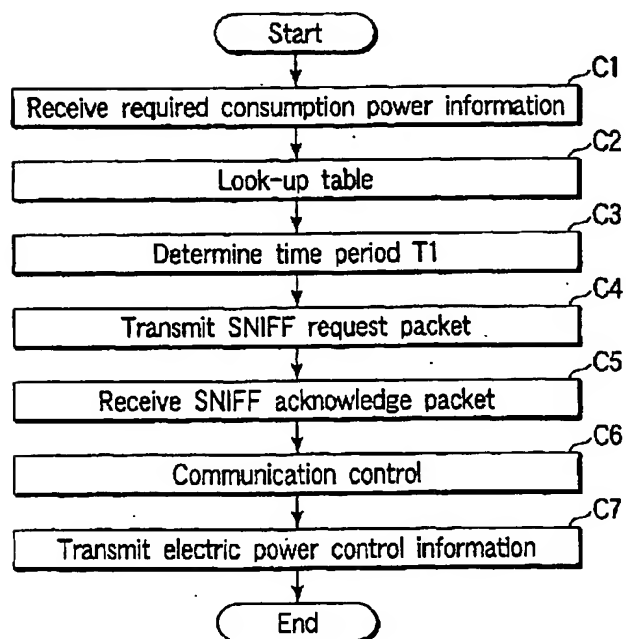 Start
C1
Receive required consumption power information
C2
Look-up table
C3
Determine time period T1
C4
Transmit SNIFF request packet
C5
Receive SNIFF acknowledge packet
C6
Communication control
C7
Transmit electric power control information
End